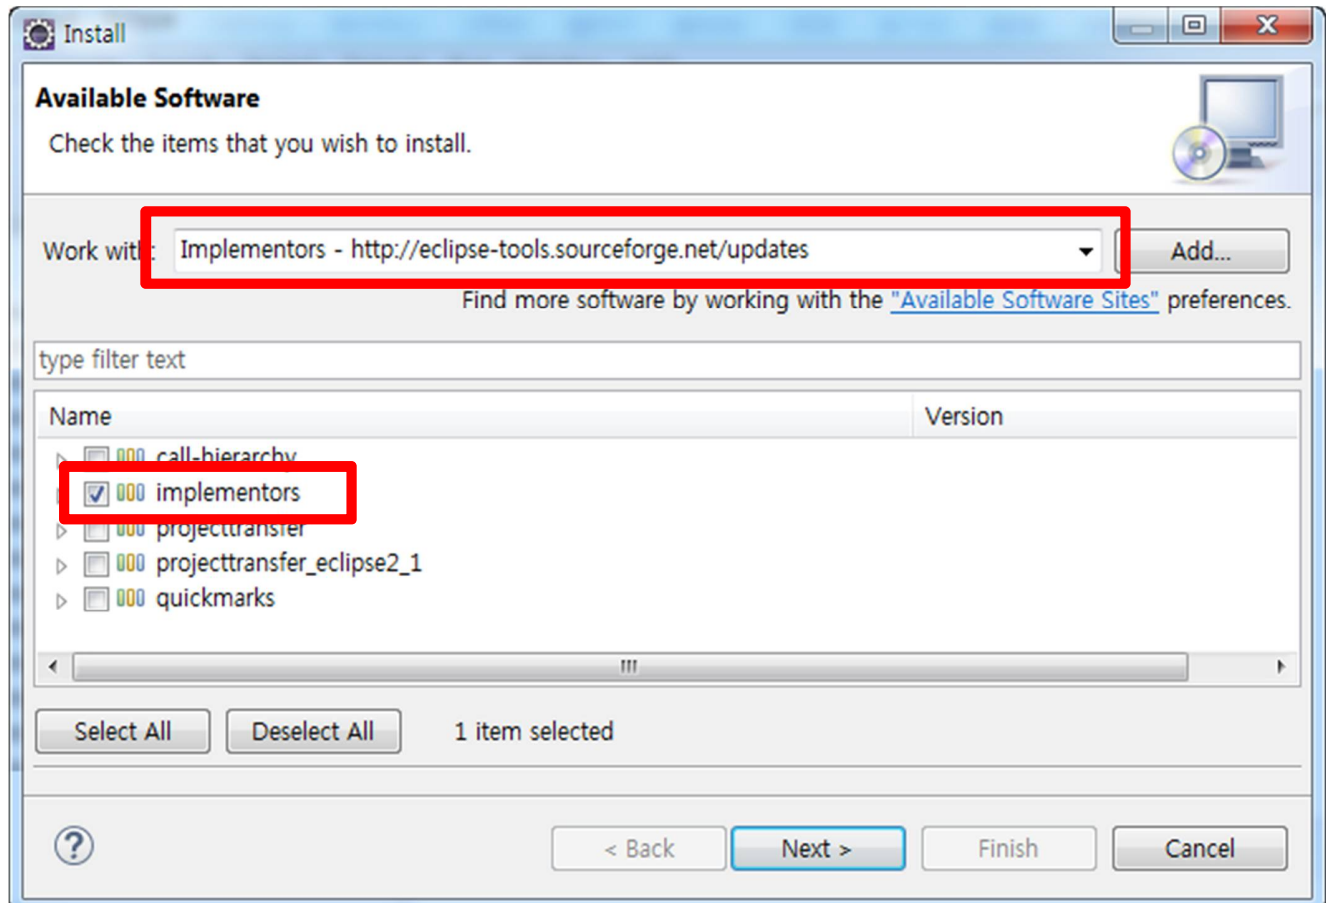 Install
Available Software
Check the items that you wish to install.
Work with: Implementors - http://eclipse-tools.sourceforge.net/updates Add...
Find more software by working with the "Available Software Sites" preferences.
type filter text
Name Version
call-hierarchy
implementors
projecttransfer
projecttransfer_eclipse2_1
quickmarks
Select All Deselect All 1 item selected
< Back Next > Finish Cancel